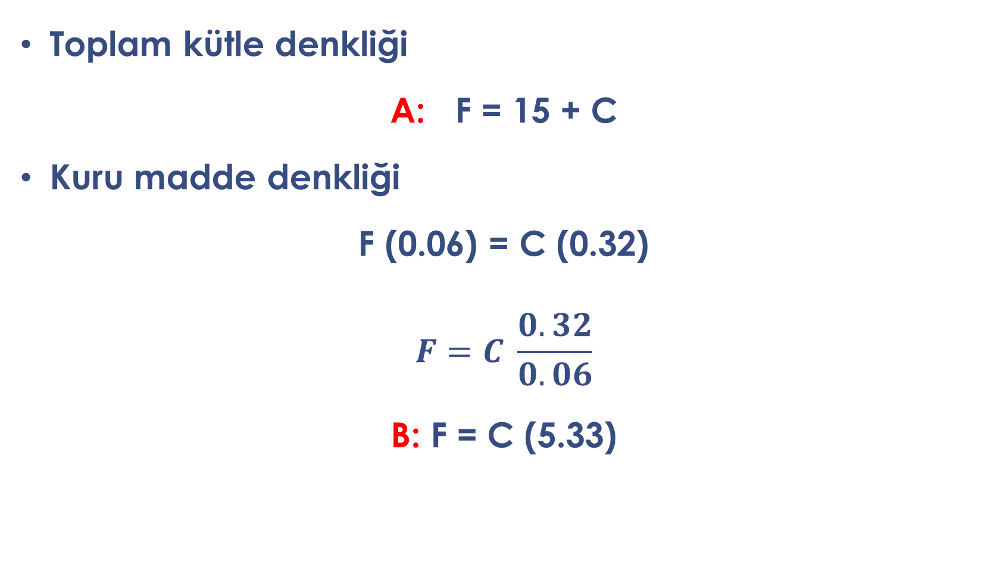 • Toplam kütle denkliği
A: F = 15 + C
• Kuru madde denkliği
F (0.06) = C (0.32)
F = C 0.32/0.06
B: F = C (5.33)